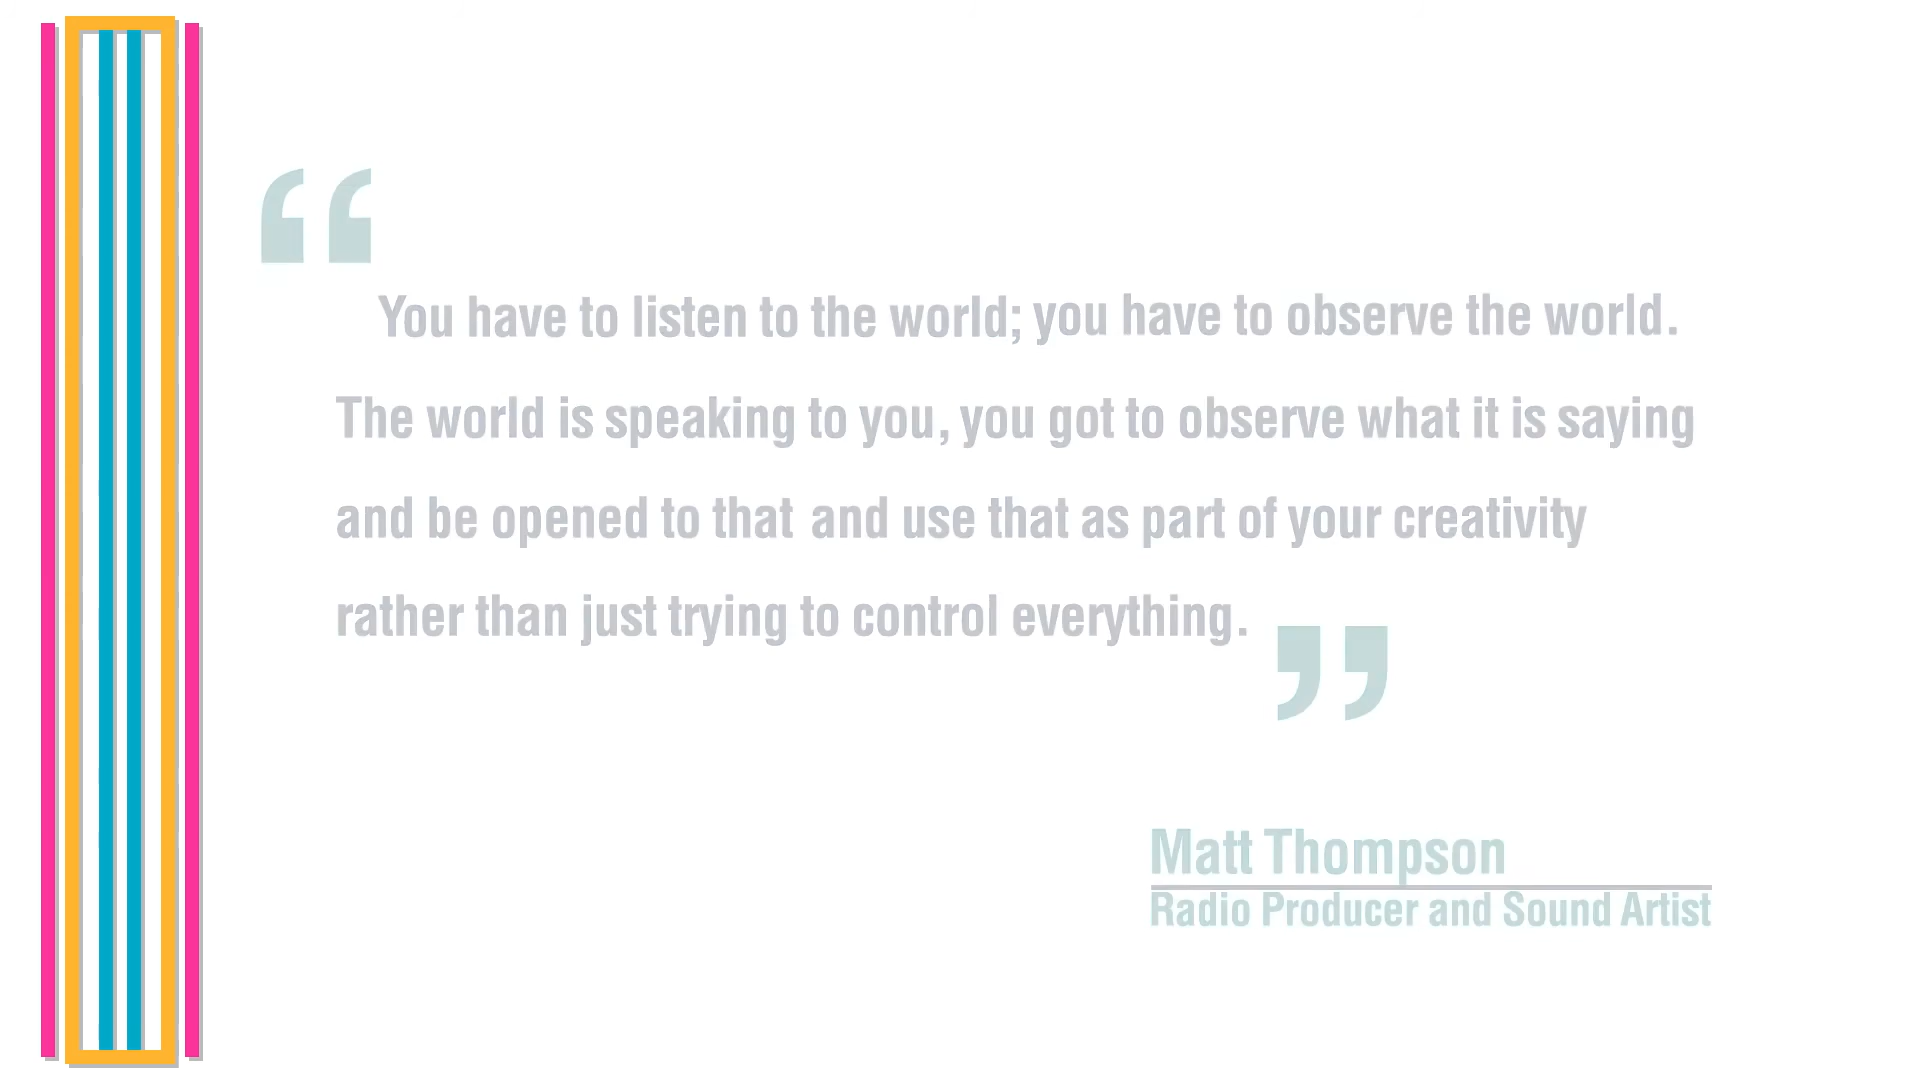 “
You have to listen to the world; you have to observe the world.
The world is speaking to you, you got to observe what it is saying
and be opened to that and use that as part of your creativity
rather than just trying to control everything.
”
Matt Thompson
Radio Producer and Sound Artist